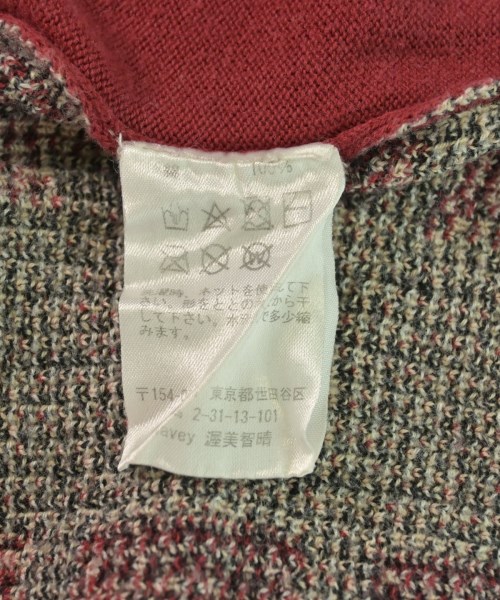 100%
ネットを使って下
さい。形をととのえてから干
して下さい。水洗で多少縮
みます。
〒154-0 東京都世田谷区
2-31-13-101
avey 渥美智晴